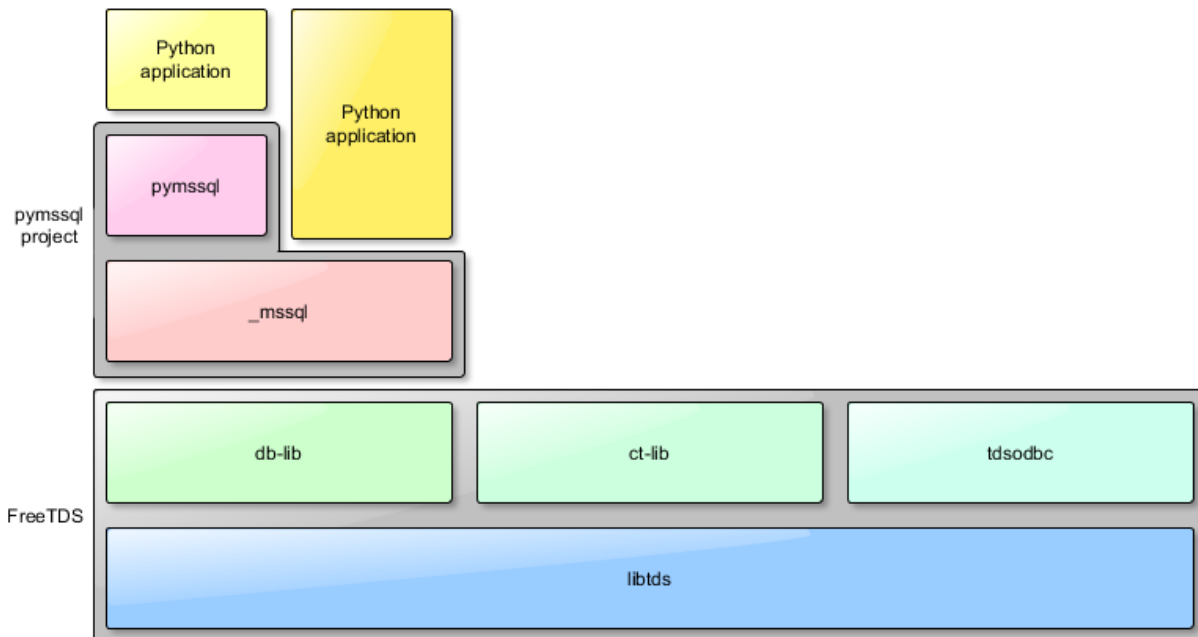 Python
application
Python
application
pymssql
pymssql
project
_mssql
db-lib
ct-lib
tdsodbc
FreeTDS
libtds